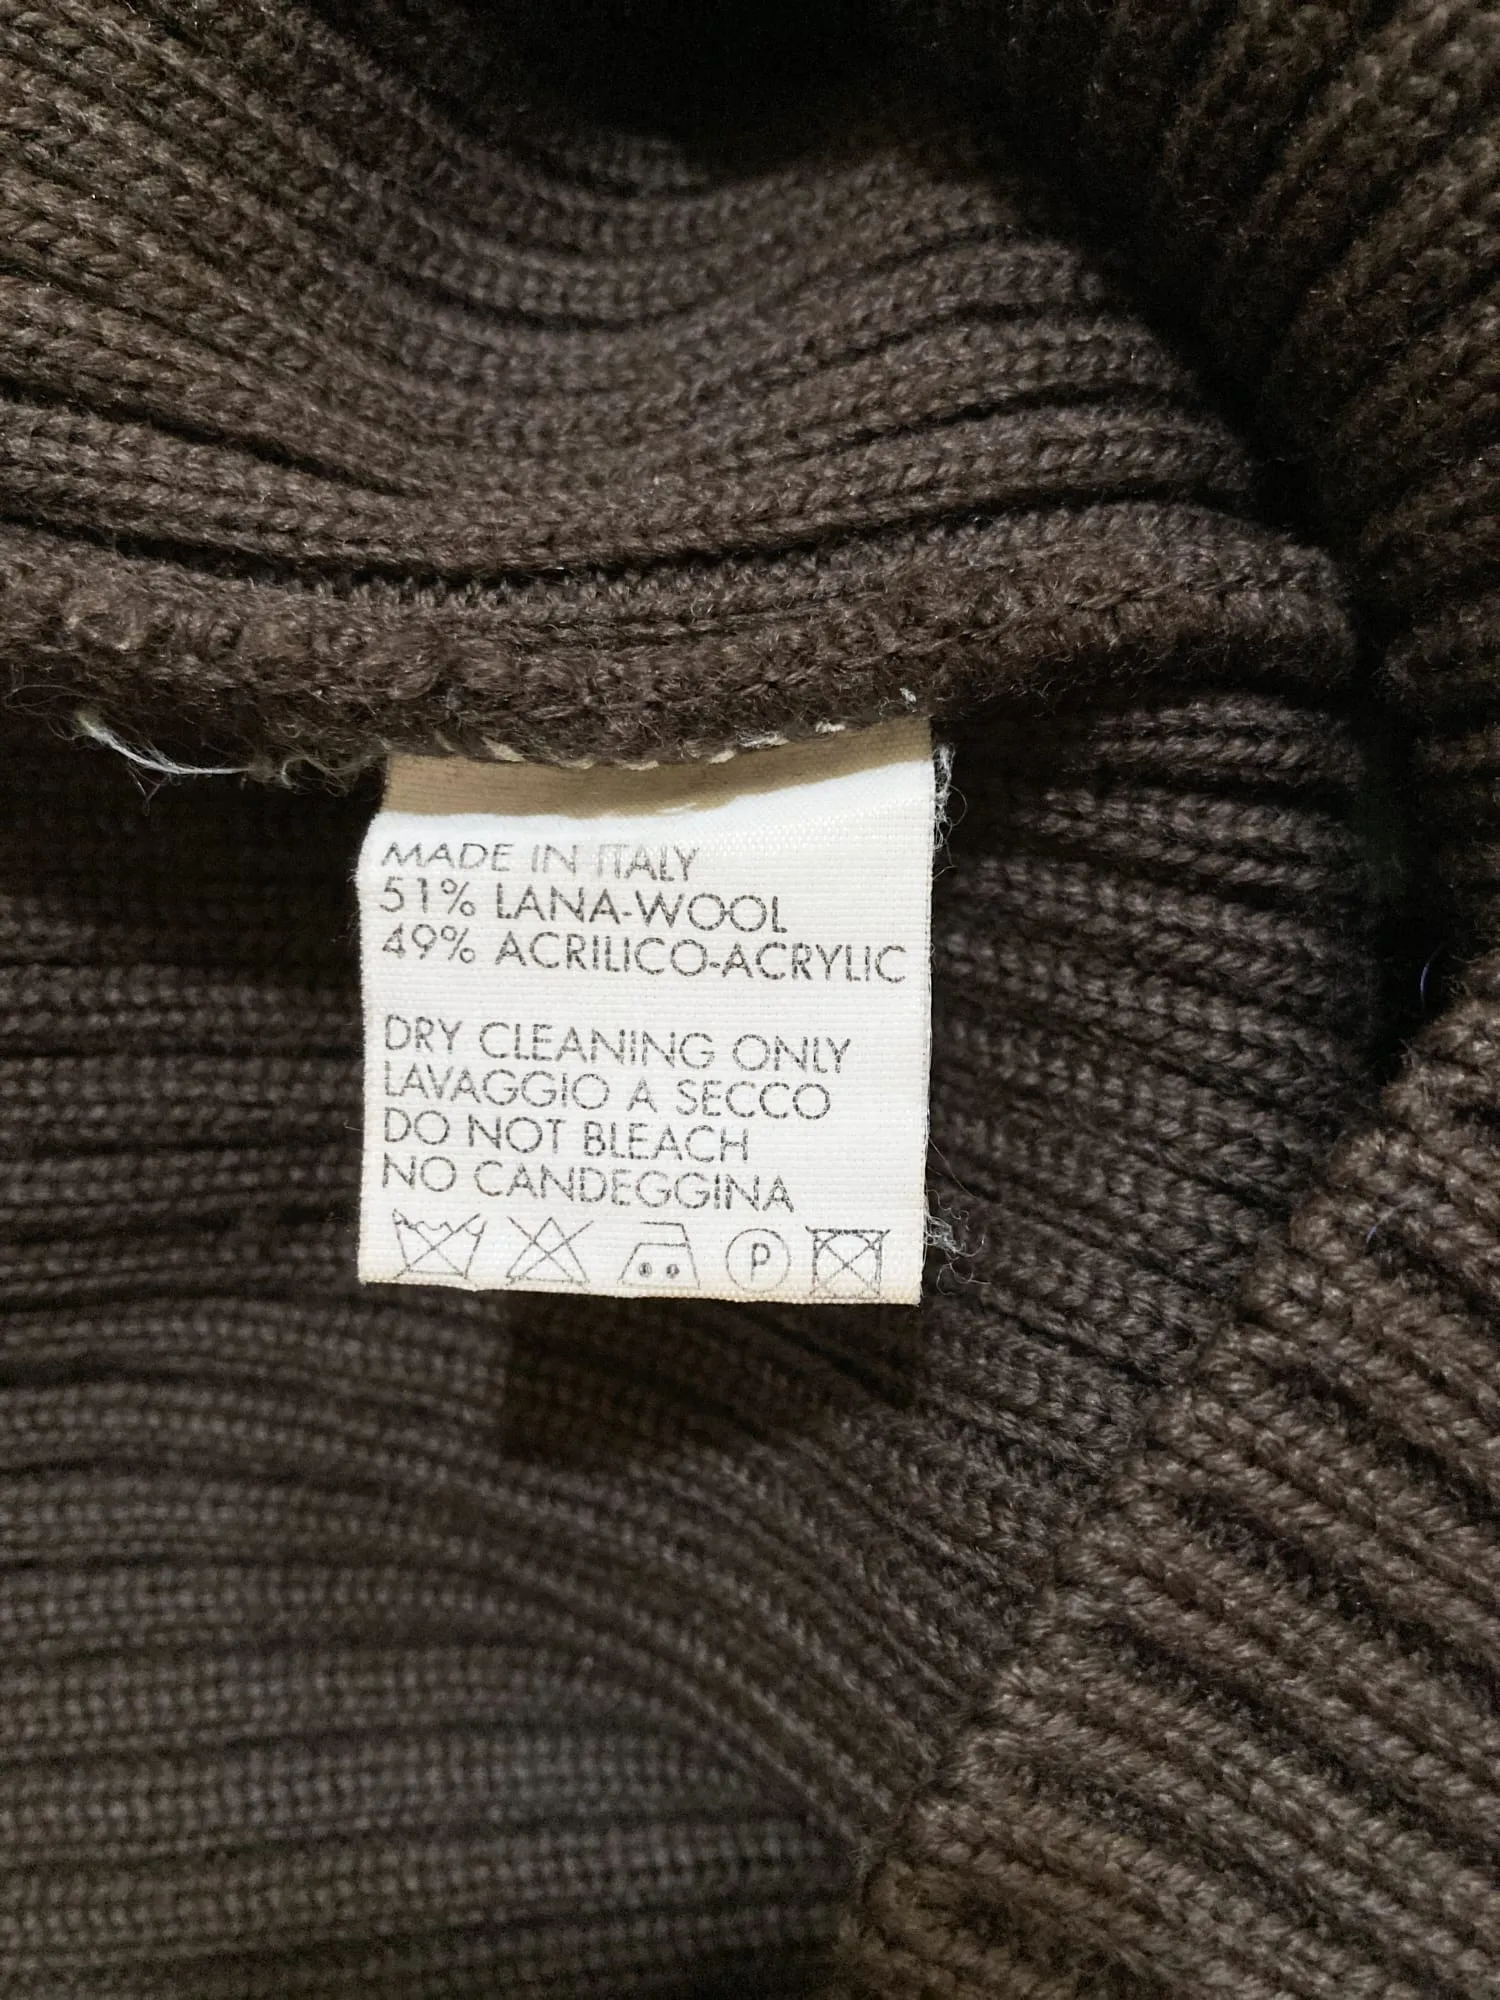 MADE IN ITALY
51% LANA-WOOL
49% ACRILICO-ACRYLIC
DRY CLEANING ONLY
LAVAGGIO A SECCO
DO NOT BLEACH
NO CANDEGGINA
P